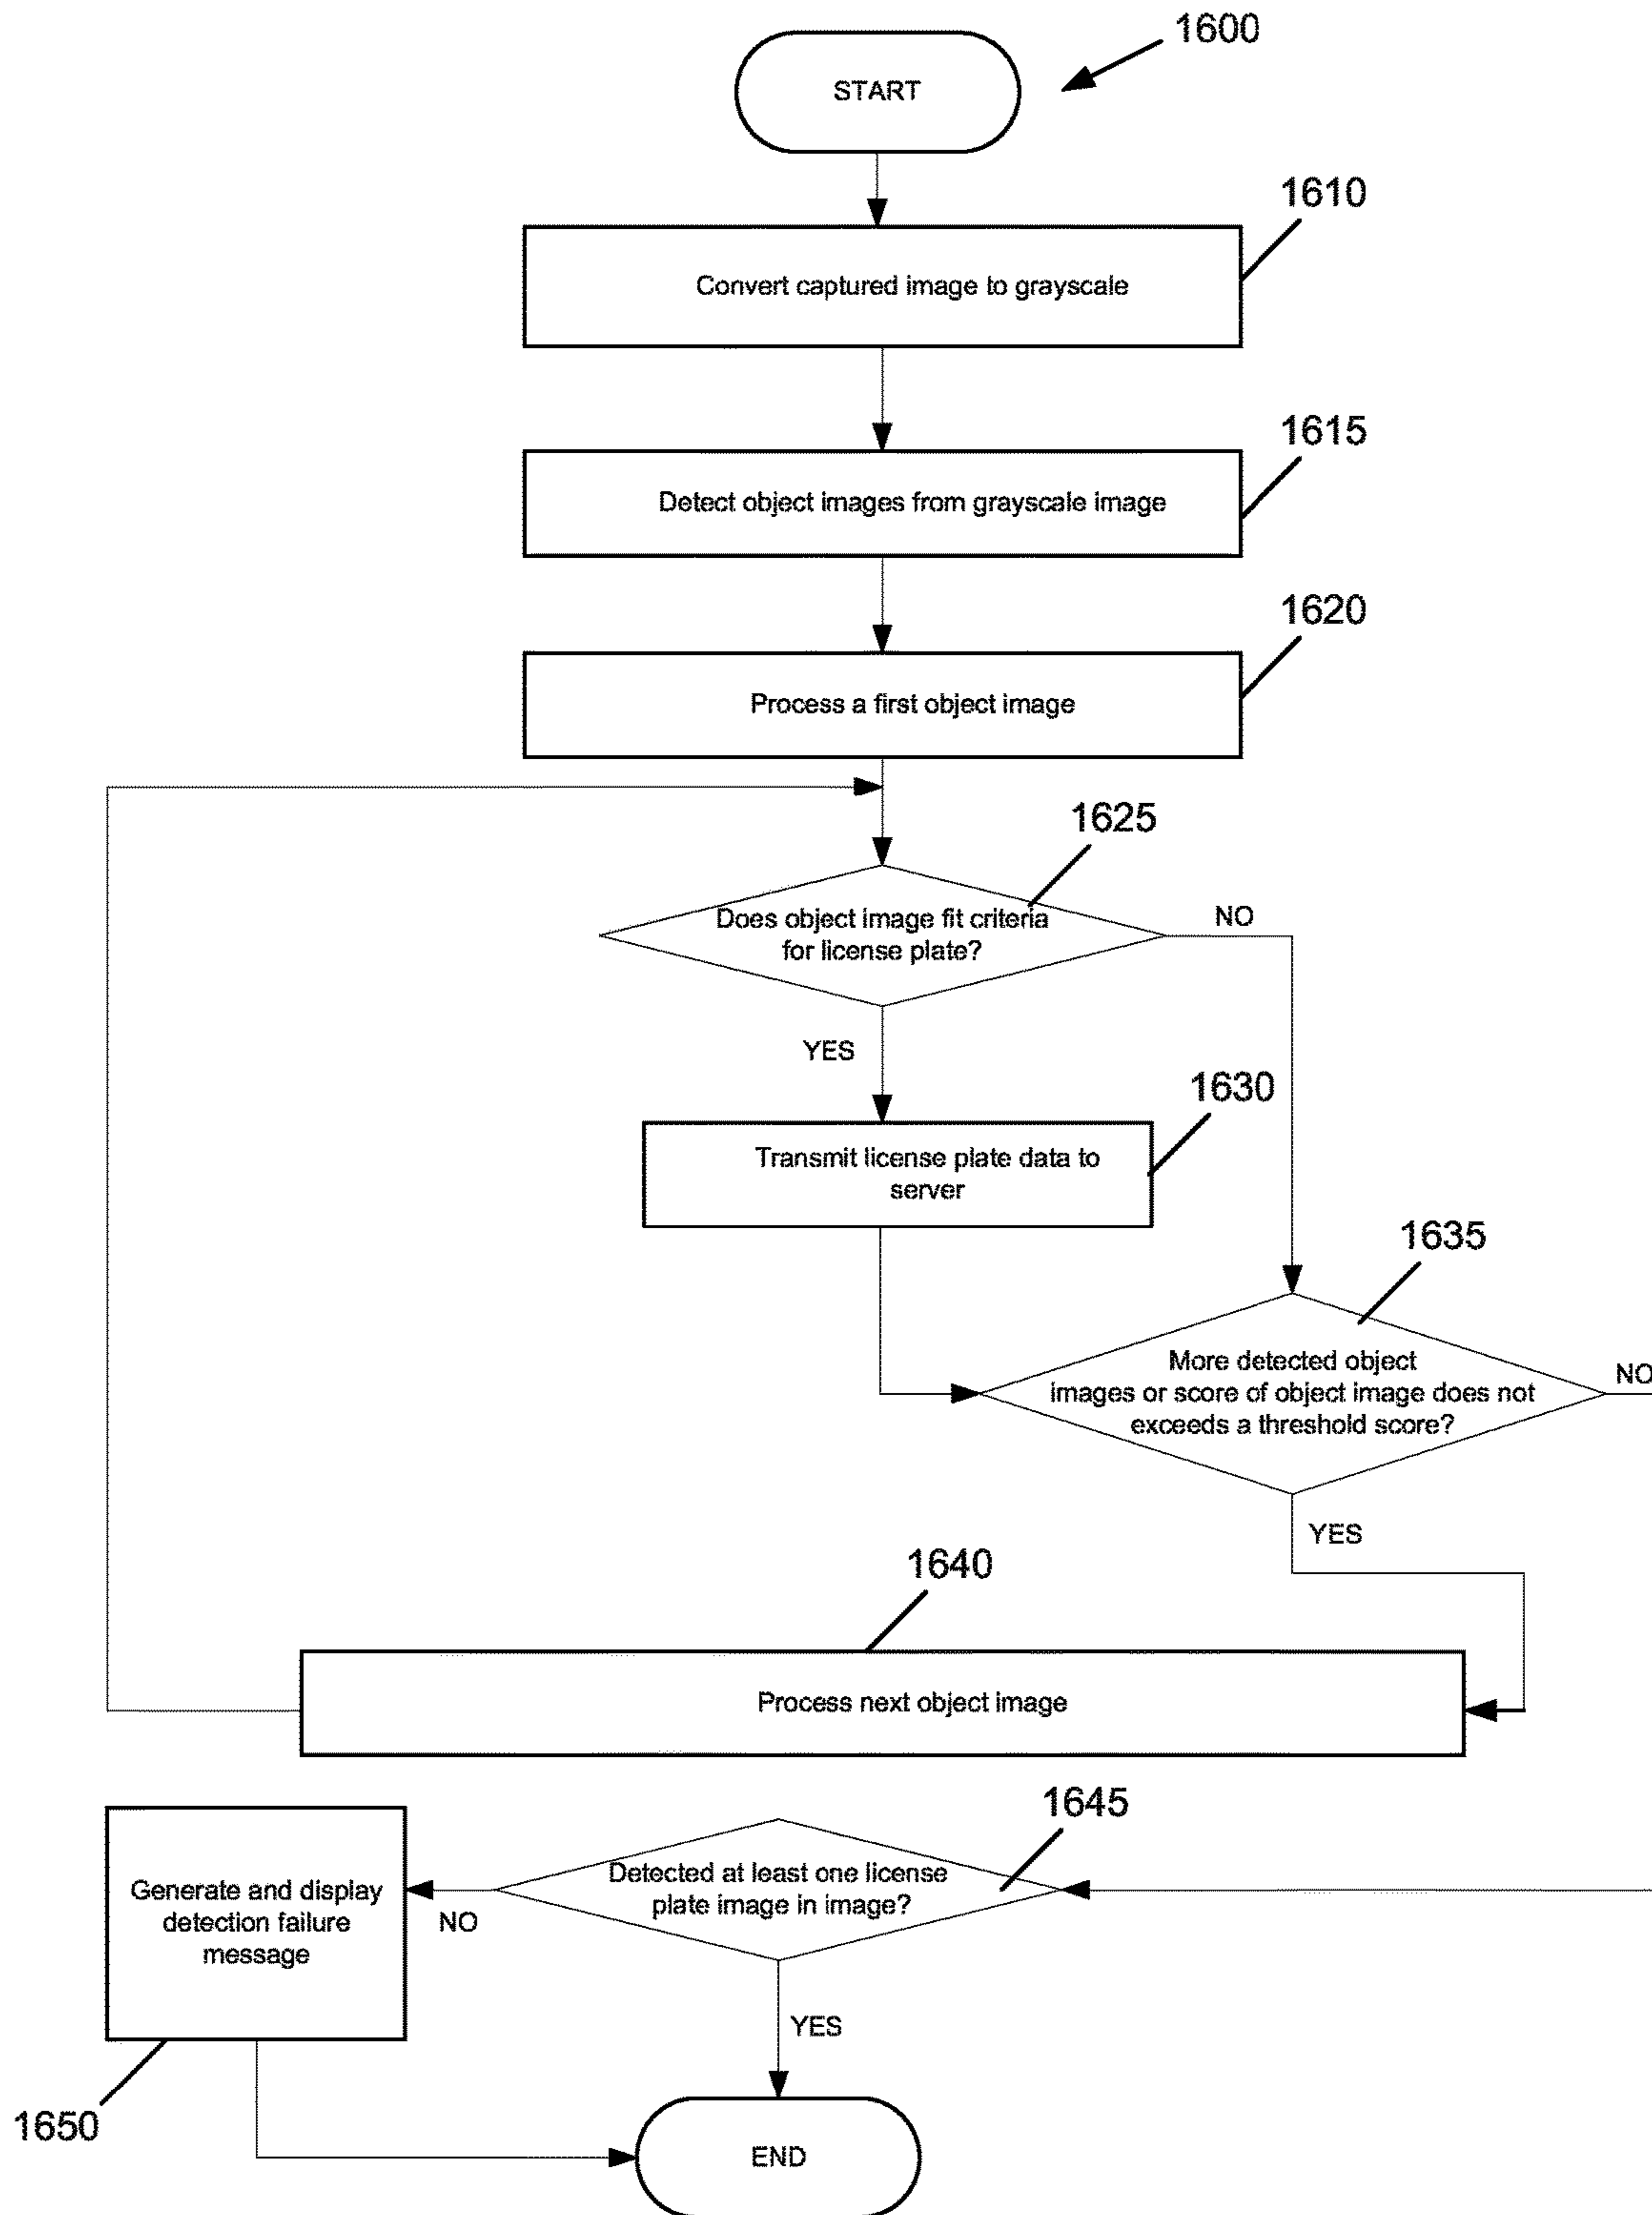 1600
START
1610
Convert captured image to grayscale
1615
Detect object images from grayscale image
1620
Process a first object image
1625
Does object image fit criteria
for license plate?
NO
YES
1630
Transmit license plate data to
server
1635
More detected object
images or score of object image does not
exceeds a threshold score?
NO
YES
1640
Process next object image
1645
Detected at least one license
plate image in image?
Generate and display
detection failure
message
NO
YES
1650
END